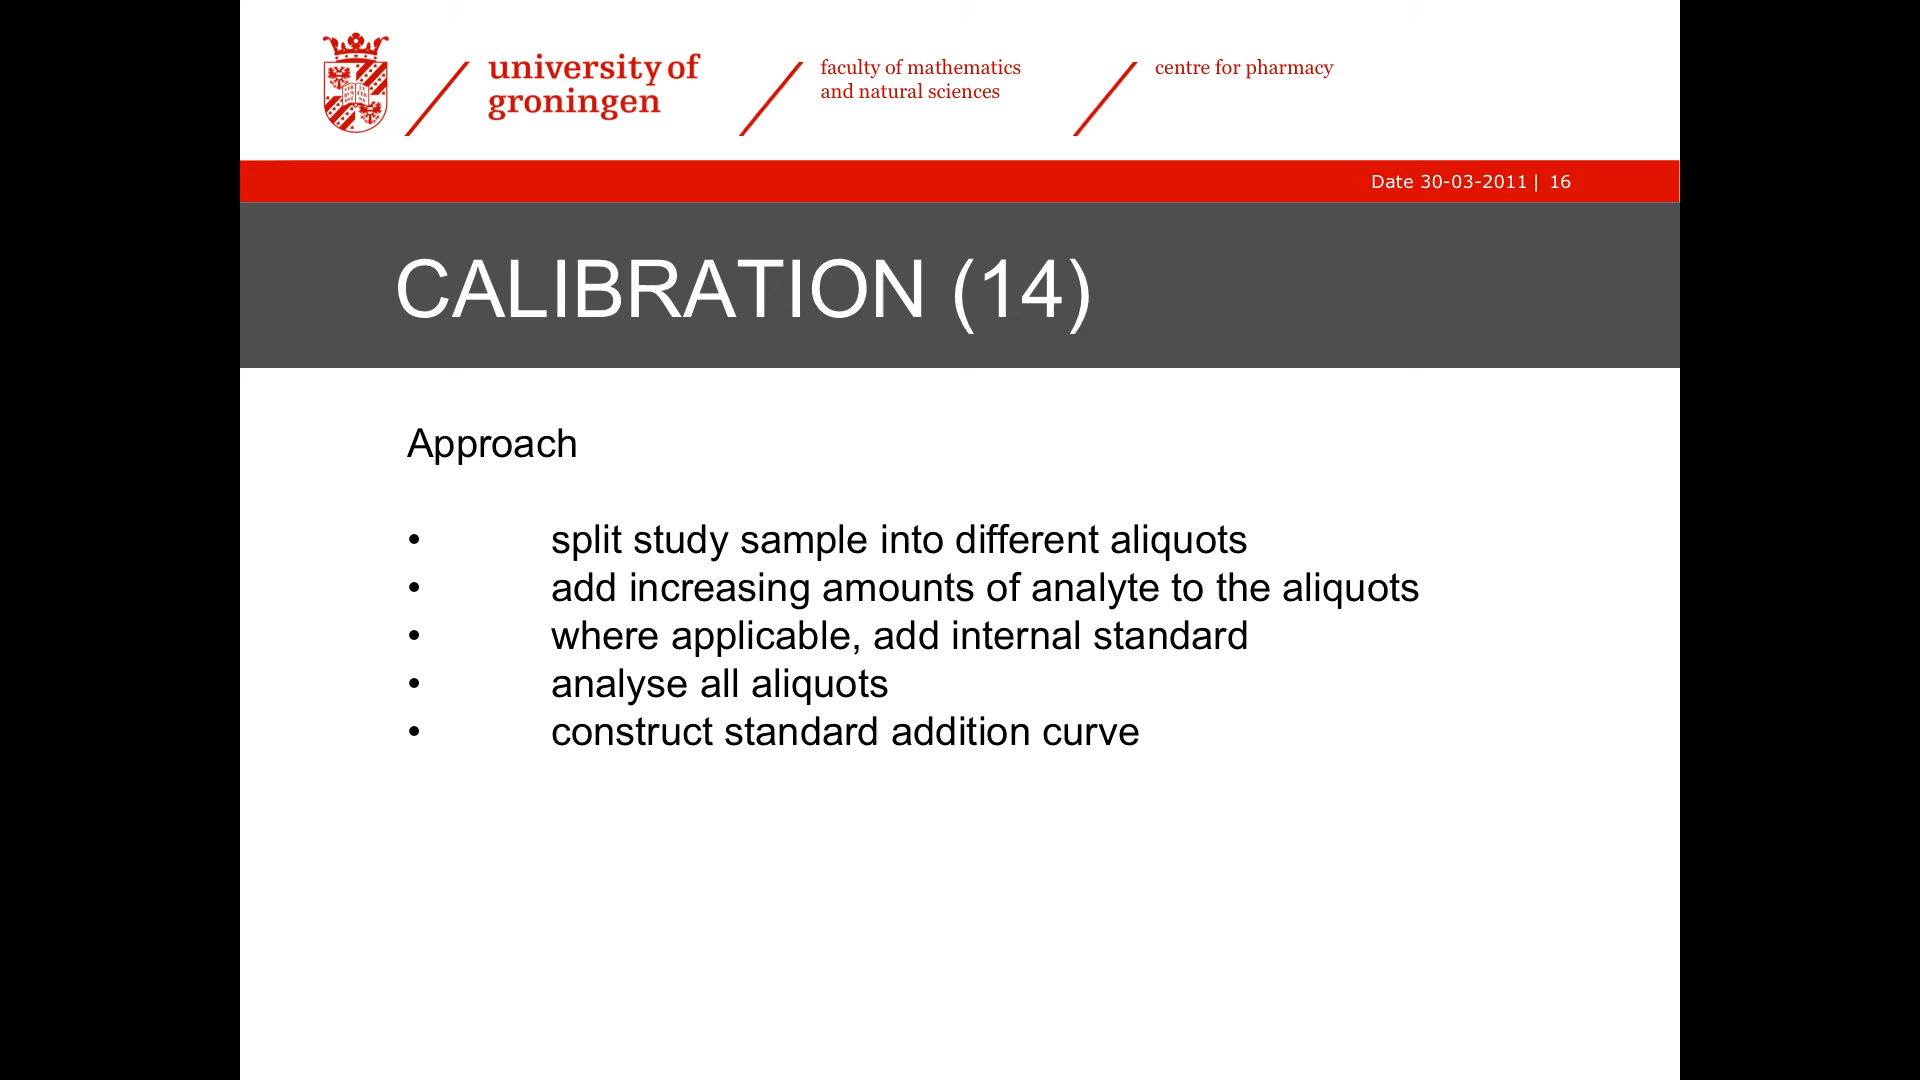 university of
groningen
faculty of mathematics
and natural sciences
centre for pharmacy
Date 30-03-2011 | 16
CALIBRATION (14)
Approach
• split study sample into different aliquots
• add increasing amounts of analyte to the aliquots
• where applicable, add internal standard
• analyse all aliquots
• construct standard addition curve